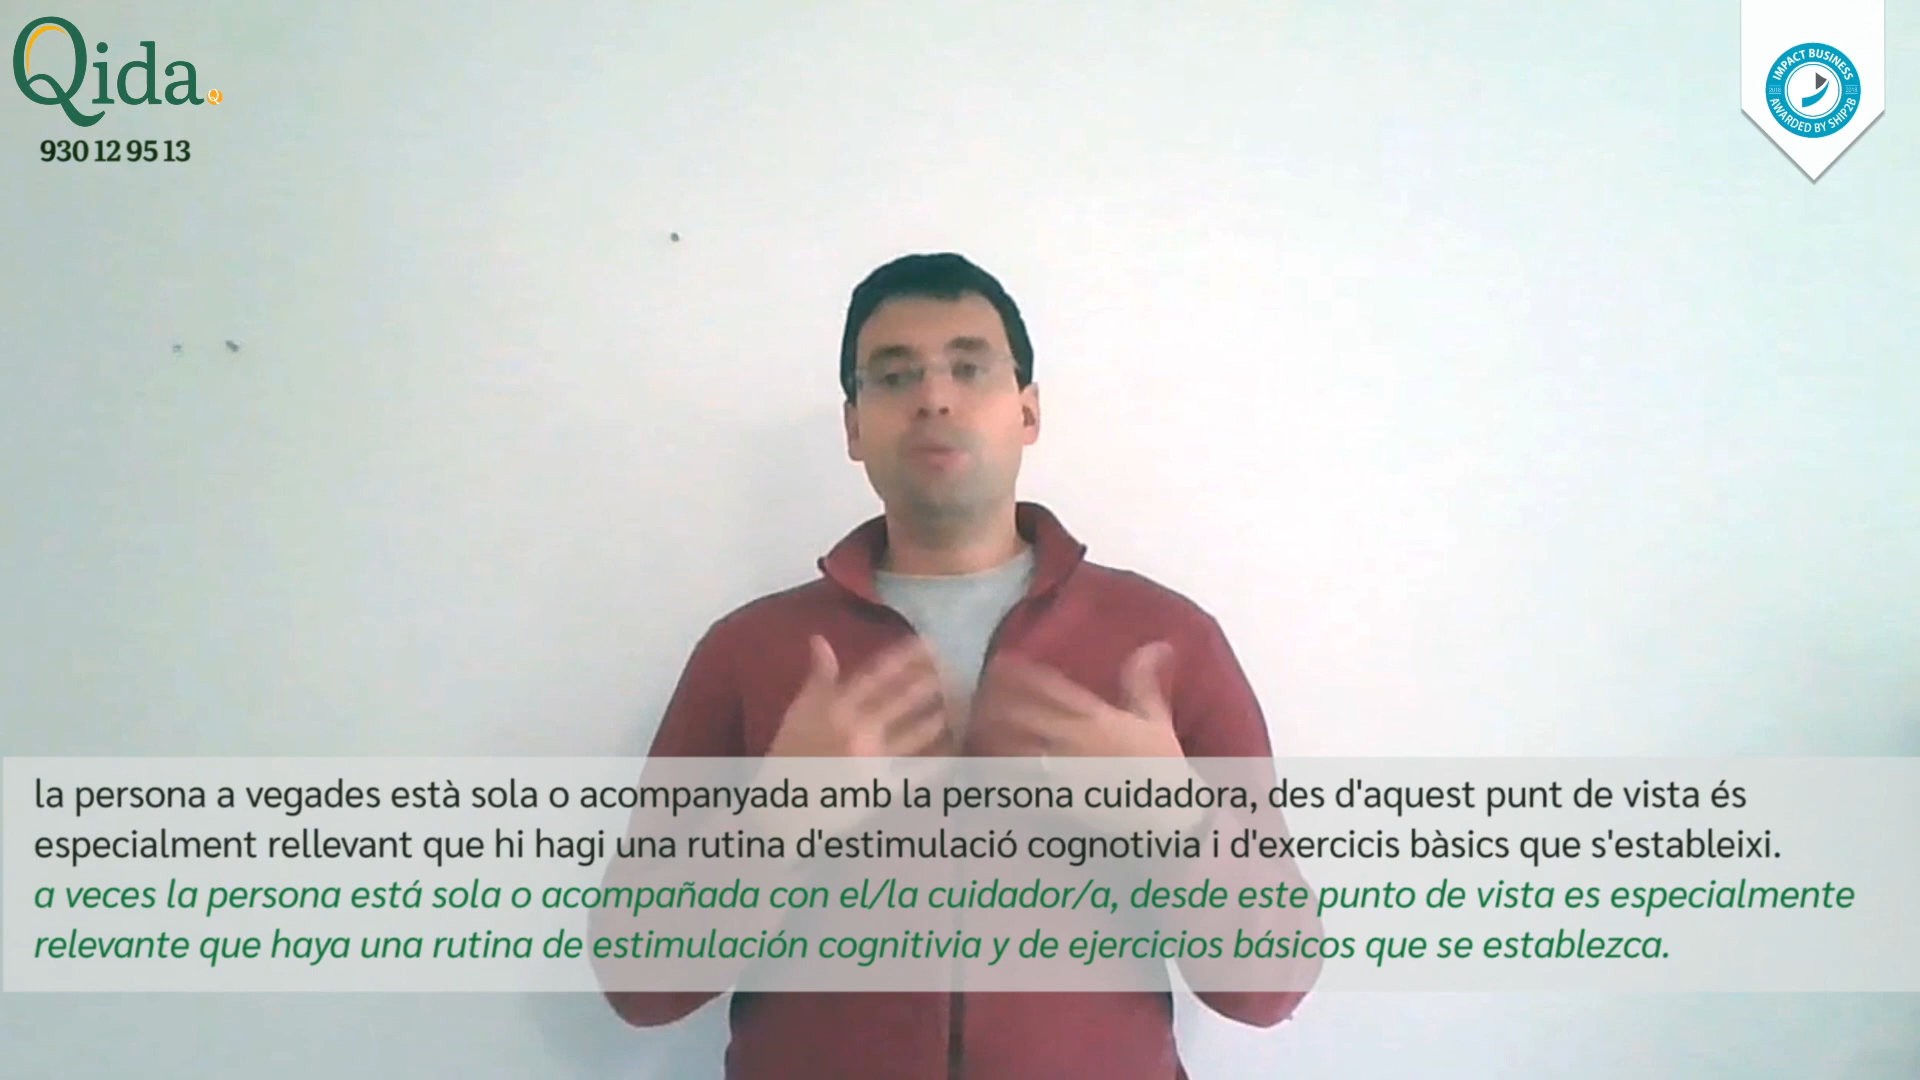 Qida
Q
930 12 95 13
IMPACT BUSINESS
AWARDED BY SHIP2B
la persona a vegades està sola o acompanyada amb la persona cuidadora, des d'aquest punt de vista és
especialment rellevant que hi hagi una rutina d'estimulació cognotivia i d'exercicis bàsics que s'estableixi.
a veces la persona está sola o acompañada con el/la cuidador/a, desde este punto de vista es especialmente
relevante que haya una rutina de estimulación cognitivia y de ejercicios básicos que se establezca.